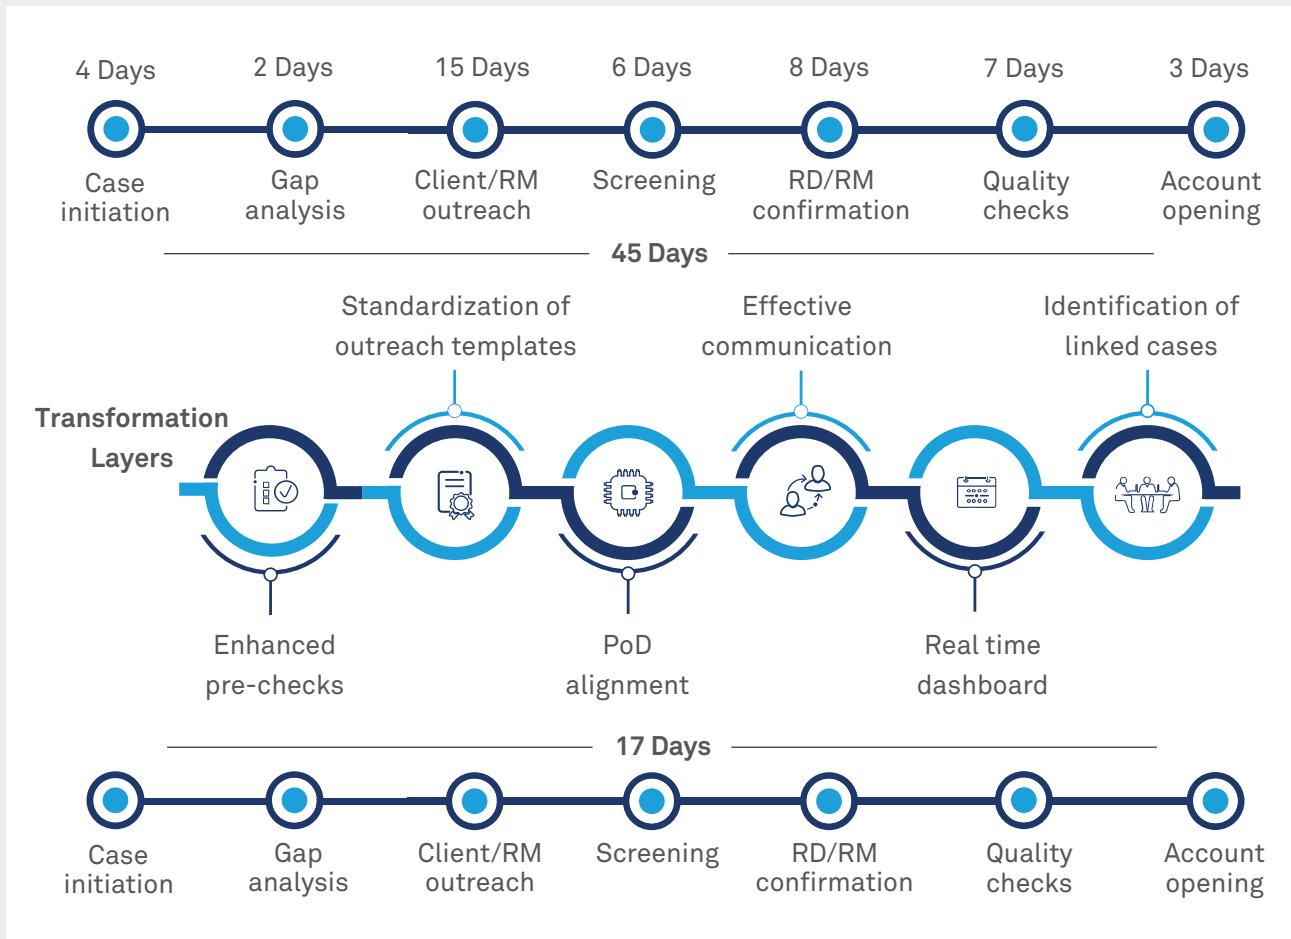 4 Days
2 Days
15 Days
6 Days
8 Days
7 Days
3 Days
Case
initiation
Gap
analysis
Client/RM
outreach
Screening
RD/RM
confirmation
Quality
checks
Account
opening
45 Days
Standardization of
outreach templates
Effective
communication
Identification of
linked cases
Transformation
Layers
Enhanced
pre-checks
PoD
alignment
Real time
dashboard
17 Days
Case
initiation
Gap
analysis
Client/RM
outreach
Screening
RD/RM
confirmation
Quality
checks
Account
opening